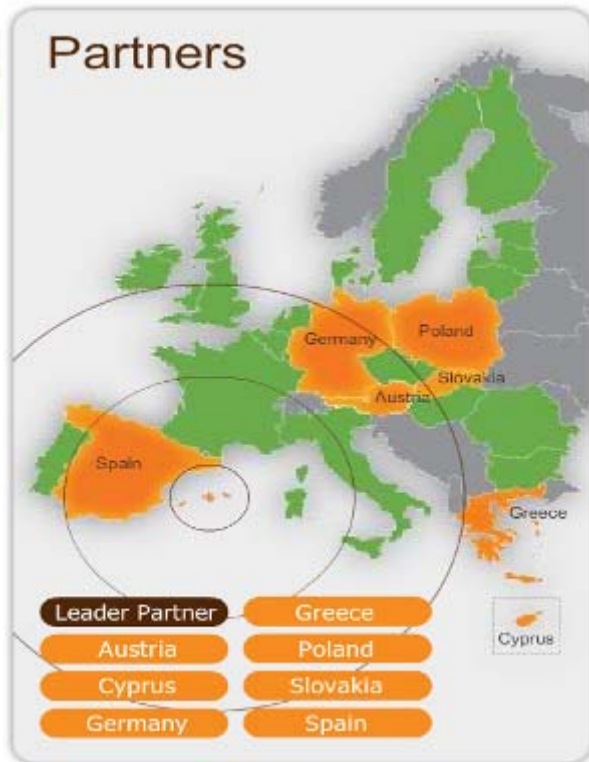 Partners
Germany
Poland
Slovakia
Austria
Spain
Greece
Cyprus
Leader Partner
Greece
Austria
Poland
Cyprus
Slovakia
Germany
Spain